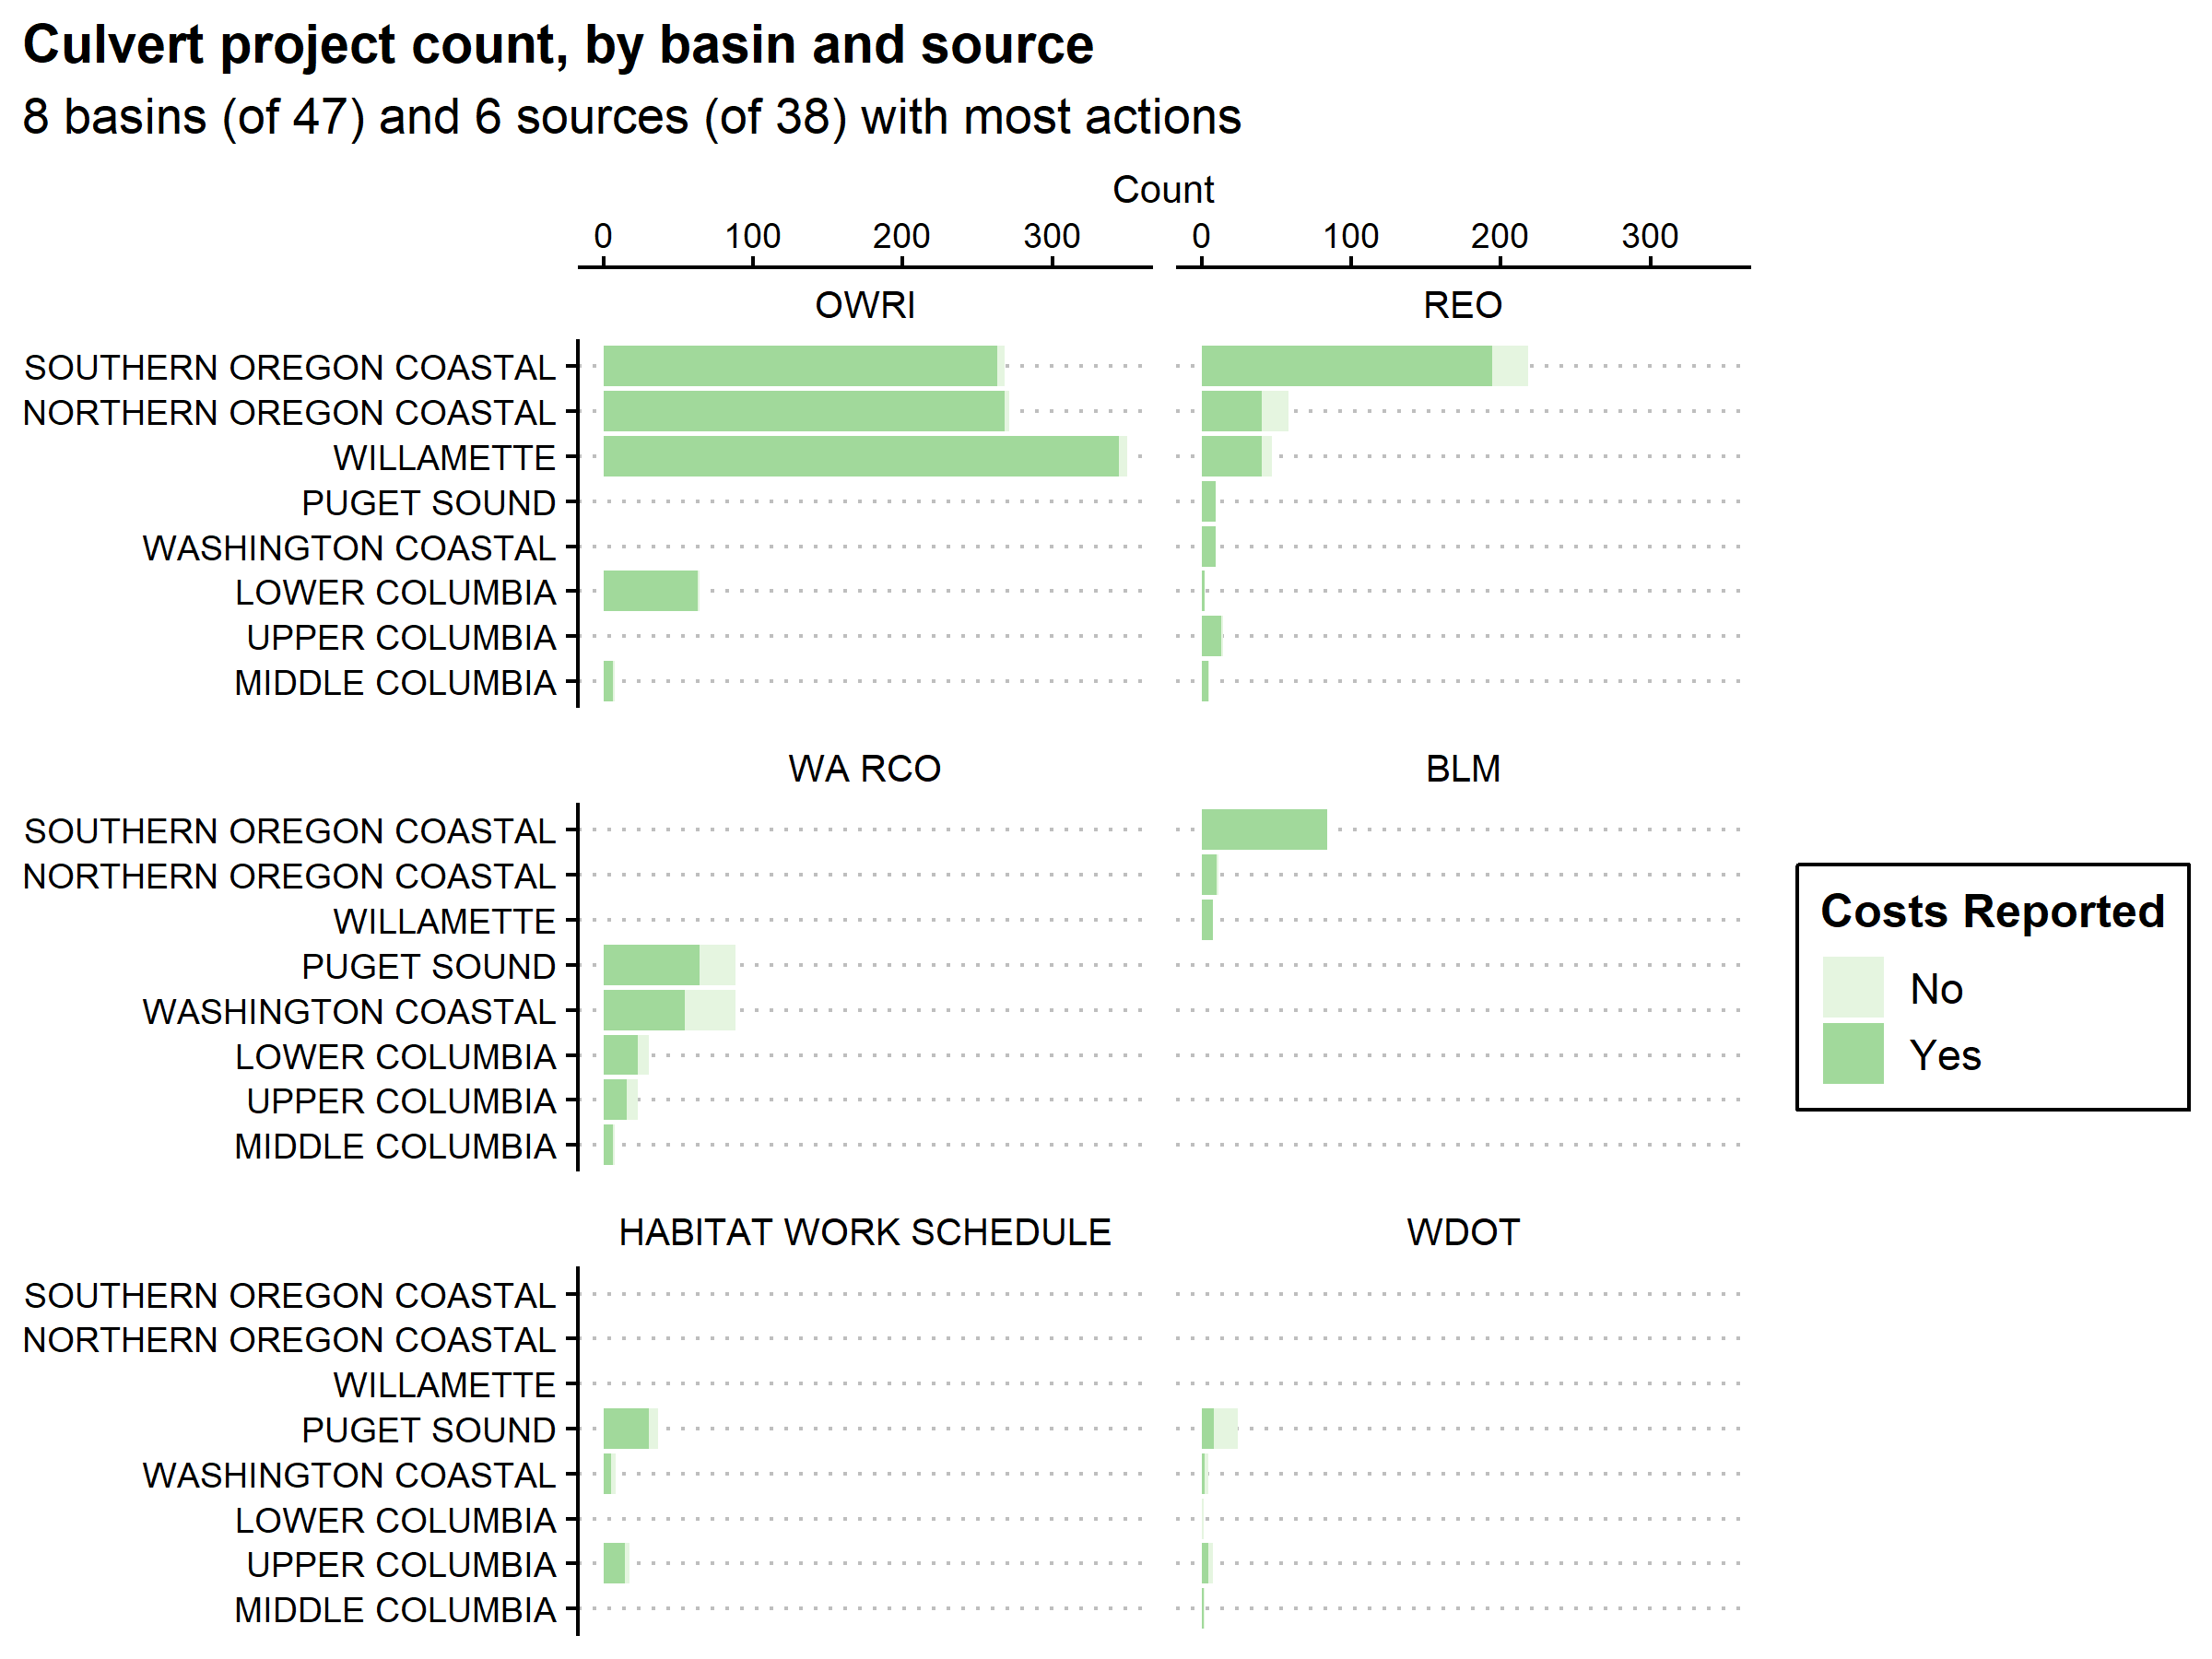 Culvert project count, by basin and source
8 basins (of 47) and 6 sources (of 38) with most actions
Count
0 100 200 300 0 100 200 300
OWRI REO
SOUTHERN OREGON COASTAL
NORTHERN OREGON COASTAL
WILLAMETTE
PUGET SOUND
WASHINGTON COASTAL
LOWER COLUMBIA
UPPER COLUMBIA
MIDDLE COLUMBIA
WA RCO BLM
SOUTHERN OREGON COASTAL
NORTHERN OREGON COASTAL
WILLAMETTE
PUGET SOUND
WASHINGTON COASTAL
LOWER COLUMBIA
UPPER COLUMBIA
MIDDLE COLUMBIA
HABITAT WORK SCHEDULE WDOT
SOUTHERN OREGON COASTAL
NORTHERN OREGON COASTAL
WILLAMETTE
PUGET SOUND
WASHINGTON COASTAL
LOWER COLUMBIA
UPPER COLUMBIA
MIDDLE COLUMBIA
Costs Reported
No
Yes